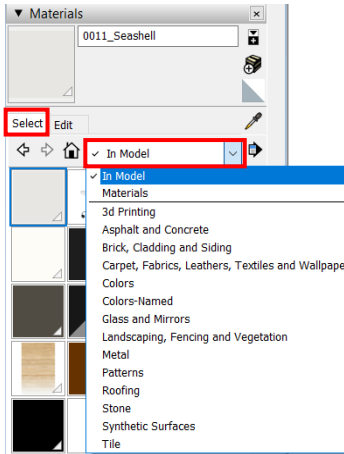 Materials
0011_Seashell
Select Edit
In Model
In Model
Materials
3d Printing
Asphalt and Concrete
Brick, Cladding and Siding
Carpet, Fabrics, Leathers, Textiles and Wallpape
Colors
Colors-Named
Glass and Mirrors
Landscaping, Fencing and Vegetation
Metal
Patterns
Roofing
Stone
Synthetic Surfaces
Tile